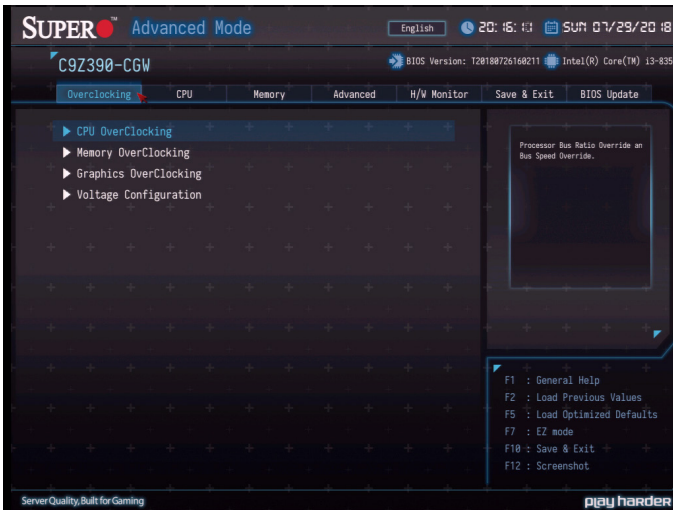 SUPER Advanced Mode English 20:16:13 SUN 07/29/2018
C9Z390-CGW BIOS Version: T20180726160211 Intel(R) Core(TM) i3-835
Overclocking CPU Memory Advanced H/W Monitor Save & Exit BIOS Update
CPU OverClocking
Memory OverClocking
Graphics OverClocking
Voltage Configuration
Processor Bus Ratio Override an
Bus Speed Override.
F1 : General Help
F2 : Load Previous Values
F5 : Load Optimized Defaults
F7 : EZ mode
F10 : Save & Exit
F12 : Screenshot
Server Quality, Built for Gaming play harder